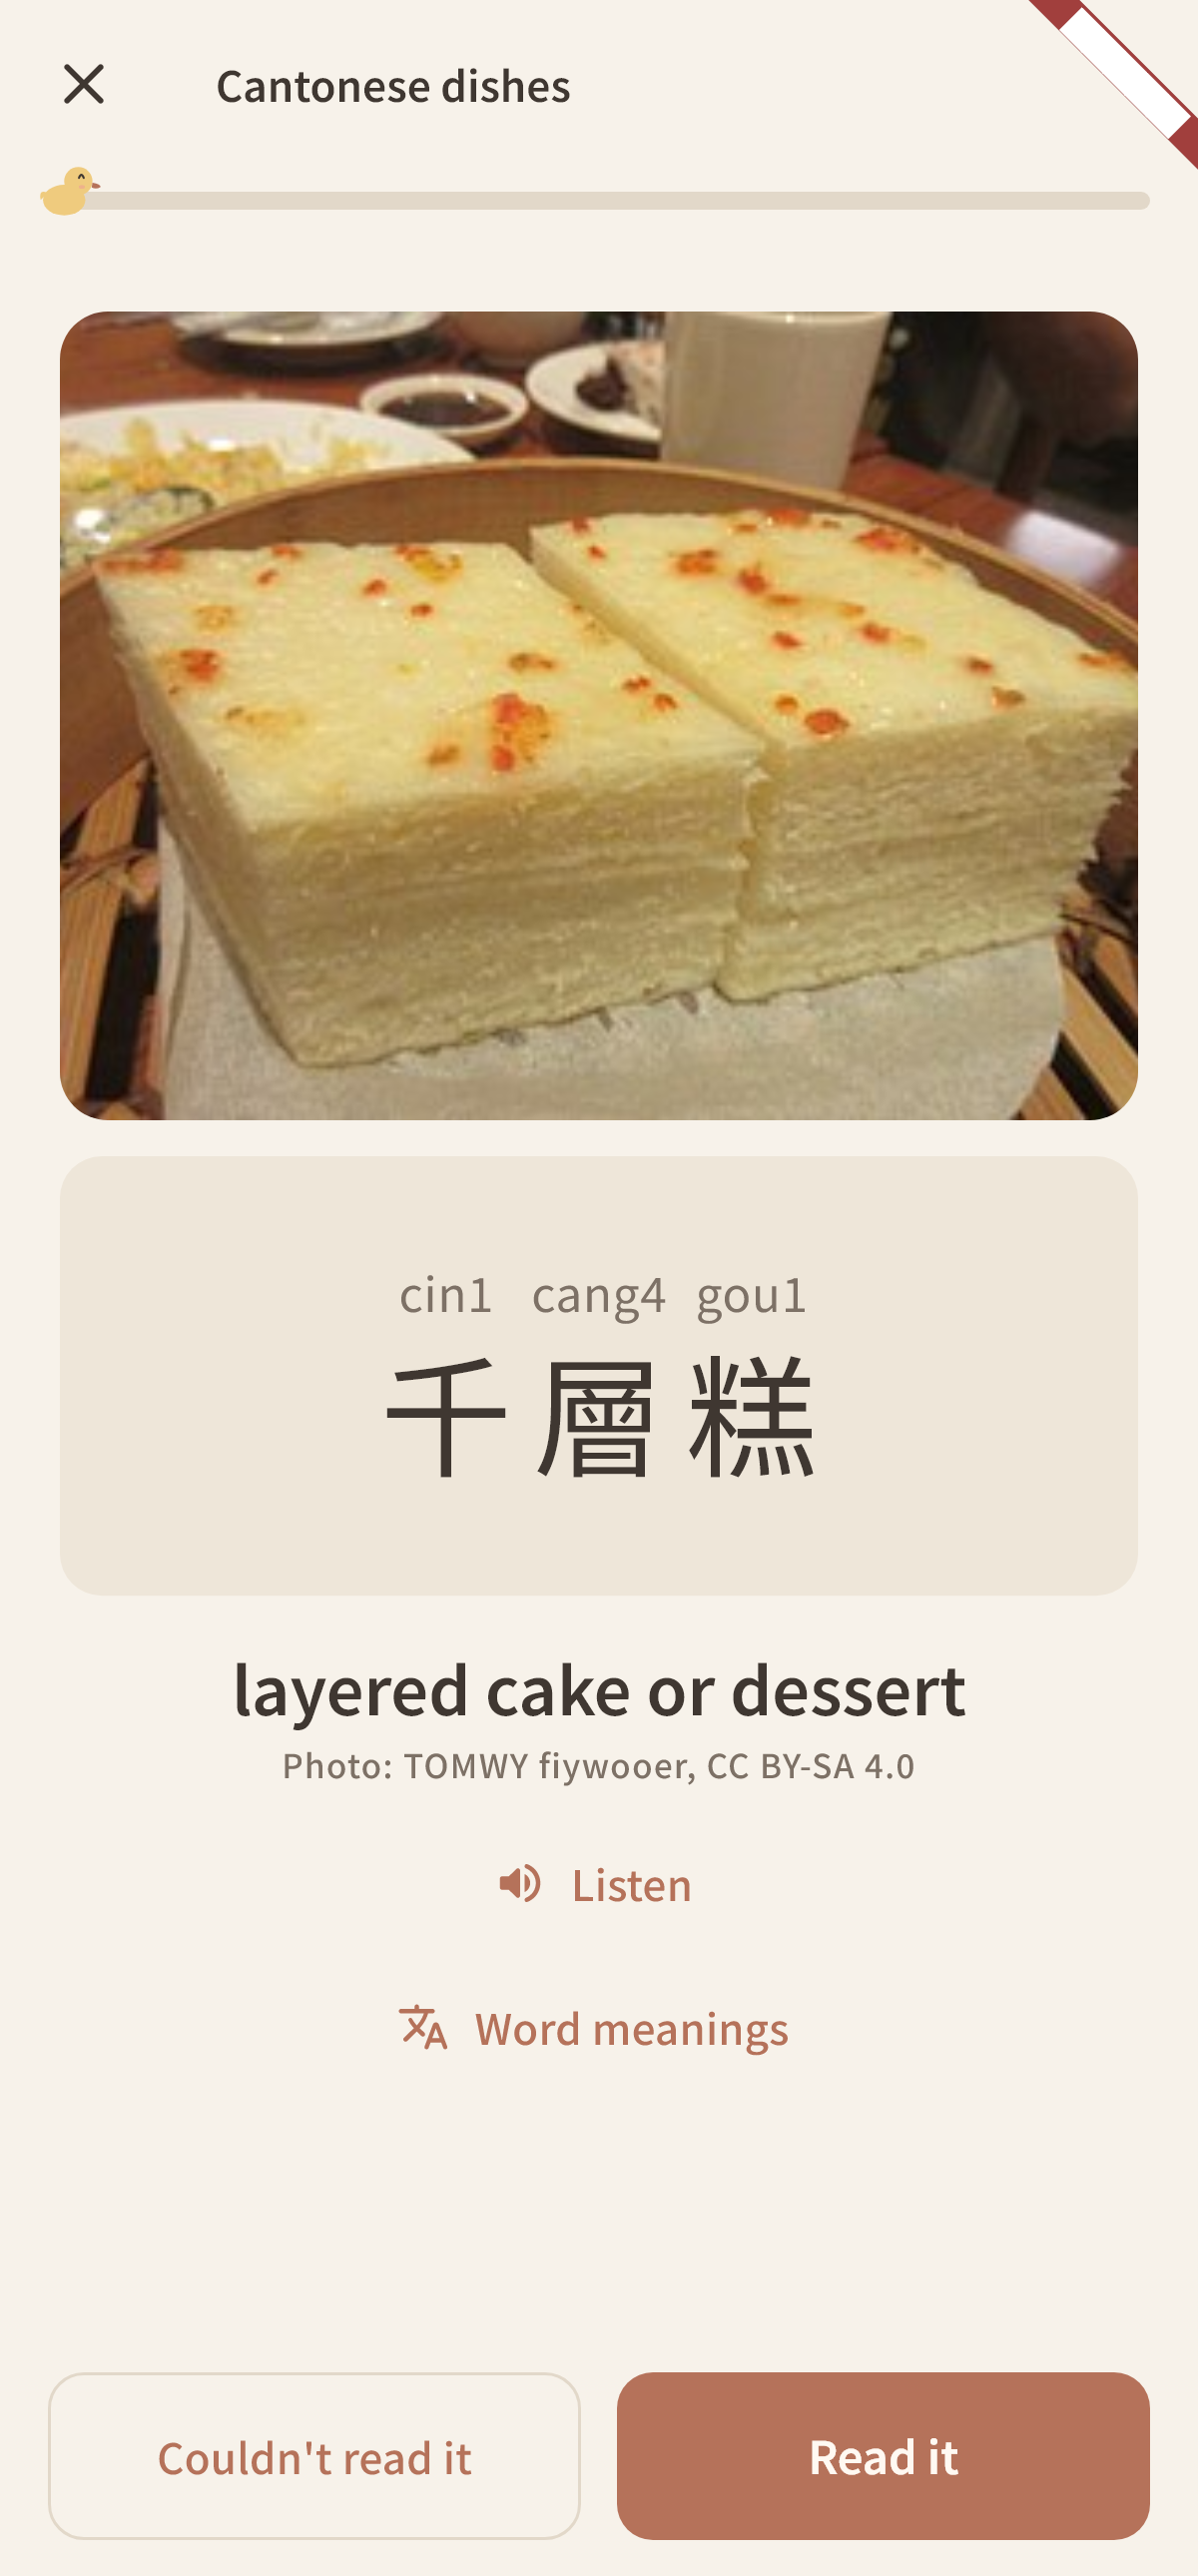 Cantonese dishes
cin1 cang4 gou1
千層糕
layered cake or dessert
Photo: TOMWY fiywooer, CC BY-SA 4.0
Listen
Word meanings
Couldn't read it
Read it